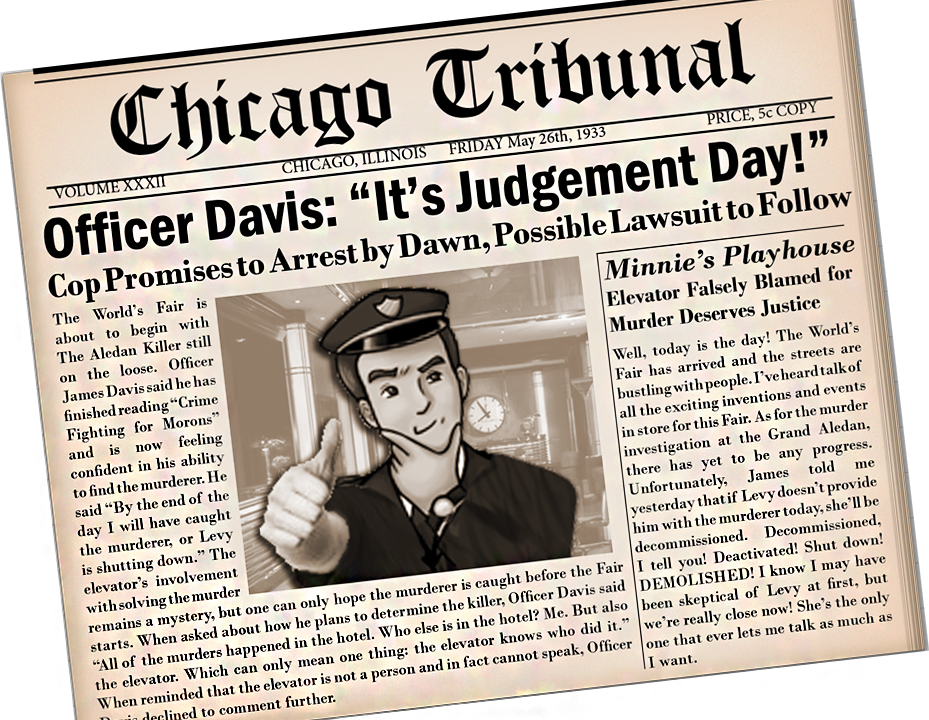 Chicago Tribunal
VOLUME XXXII
CHICAGO, ILLINOIS FRIDAY May 26th, 1933
PRICE, 5c COPY
Officer Davis: “It’s Judgement Day!”
Cop Promises to Arrest by Dawn, Possible Lawsuit to Follow
The World’s Fair is
about to begin with
The Aledan Killer still
on the loose. Officer
James Davis said he has
finished reading “Crime
Fighting for Morons”
and is now feeling
confident in his ability
to find the murderer. He
said “By the end of the
day I will have caught
the murderer, or Levy
is shutting down.” The
elevator’s involvement
with solving the murder
remains a mystery, but one can only hope the murderer is caught before the Fair
starts. When asked about how he plans to determine the killer, Officer Davis said
“All of the murders happened in the hotel. Who else is in the hotel? Me. But also
the elevator. Which can only mean one thing: the elevator knows who did it.”
When reminded that the elevator is not a person and in fact cannot speak, Officer
Davis declined to comment further.
Minnie’s Playhouse
Elevator Falsely Blamed for
Murder Deserves Justice
Well, today is the day! The World’s
Fair has arrived and the streets are
bustling with people. I’ve heard talk of
all the exciting inventions and events
in store for this Fair. As for the murder
investigation at the Grand Aledan,
there has yet to be any progress.
Unfortunately, James told me
yesterday that if Levy doesn’t provide
him with the murderer today, she’ll be
decommissioned. Decommissioned,
I tell you! Deactivated! Shut down!
DEMOLISHED! I know I may have
been skeptical of Levy at first, but
we’re really close now! She’s the only
one that ever lets me talk as much as
I want.